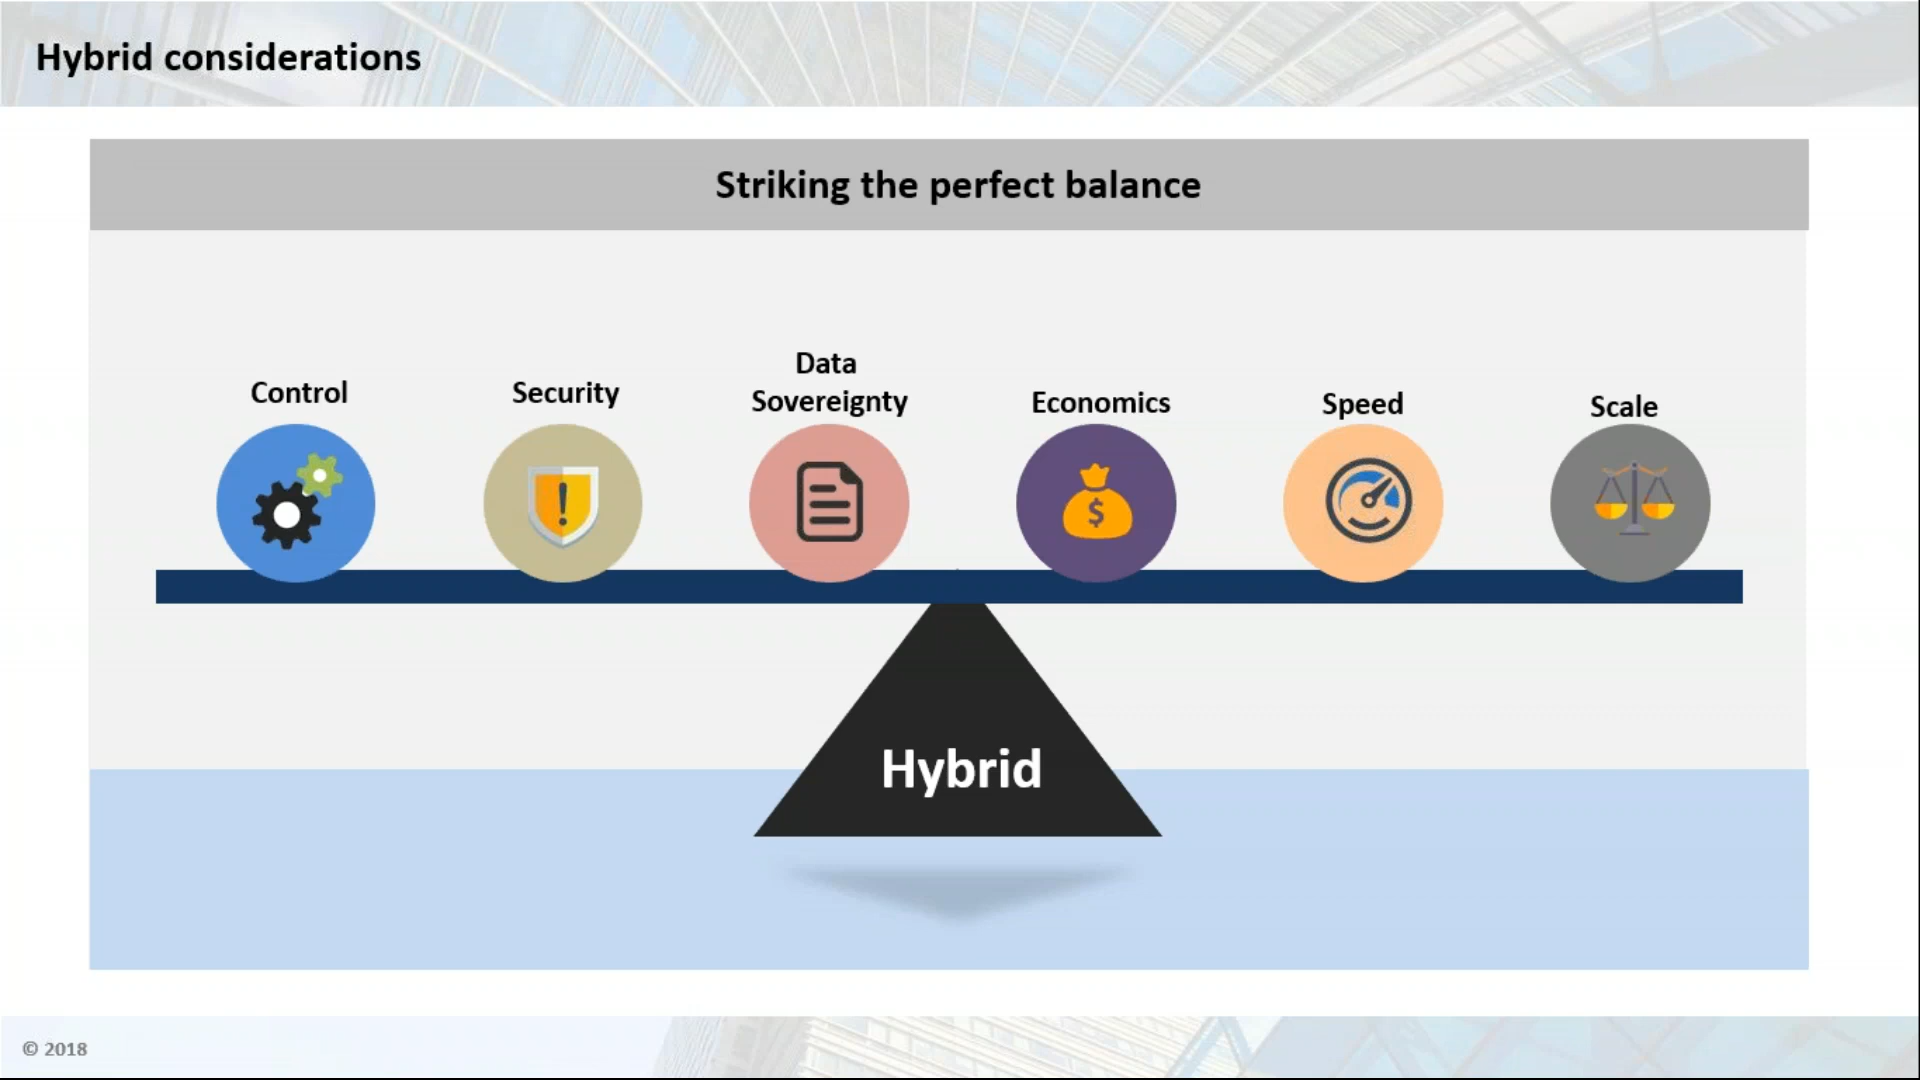 Hybrid considerations
Striking the perfect balance
Control
Security
Data
Sovereignty
Economics
Speed
Scale
$
Hybrid
© 2018